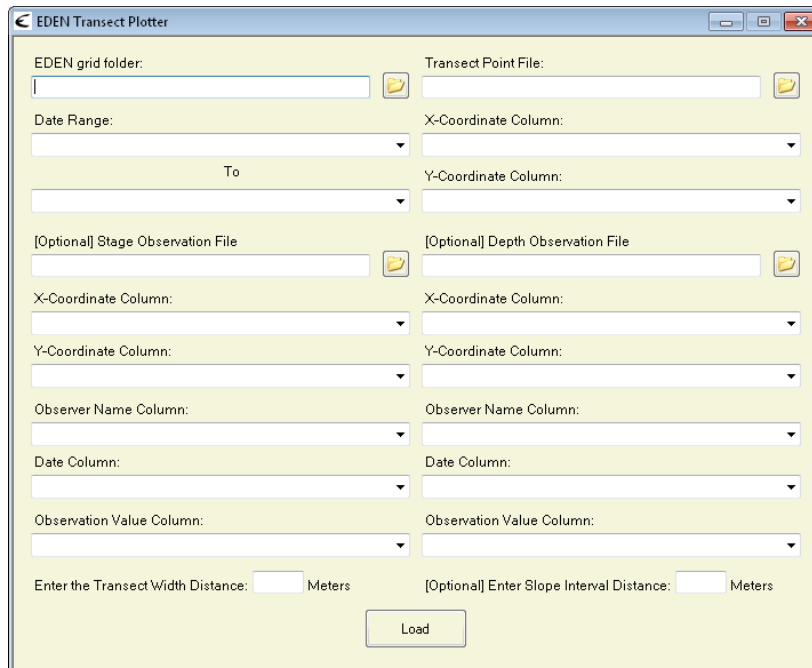 EDEN Transect Plotter
EDEN grid folder:
Transect Point File:
Date Range:
X-Coordinate Column:
To
Y-Coordinate Column:
[Optional] Stage Observation File
[Optional] Depth Observation File
X-Coordinate Column:
X-Coordinate Column:
Y-Coordinate Column:
Y-Coordinate Column:
Observer Name Column:
Observer Name Column:
Date Column:
Date Column:
Observation Value Column:
Observation Value Column:
Enter the Transect Width Distance: Meters
[Optional] Enter Slope Interval Distance: Meters
Load